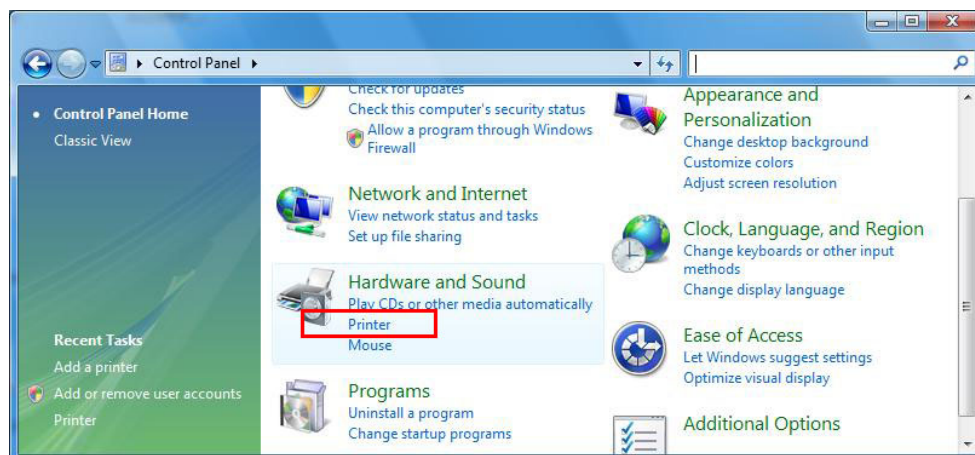 Control Panel
Control Panel Home
Classic View
Recent Tasks
Add a printer
Add or remove user accounts
Printer
Check for updates
Check this computer's security status
Allow a program through Windows
Firewall
Network and Internet
View network status and tasks
Set up file sharing
Hardware and Sound
Play CDs or other media automatically
Printer
Mouse
Programs
Uninstall a program
Change startup programs
Appearance and
Personalization
Change desktop background
Customize colors
Adjust screen resolution
Clock, Language, and Region
Change keyboards or other input
methods
Change display language
Ease of Access
Let Windows suggest settings
Optimize visual display
Additional Options